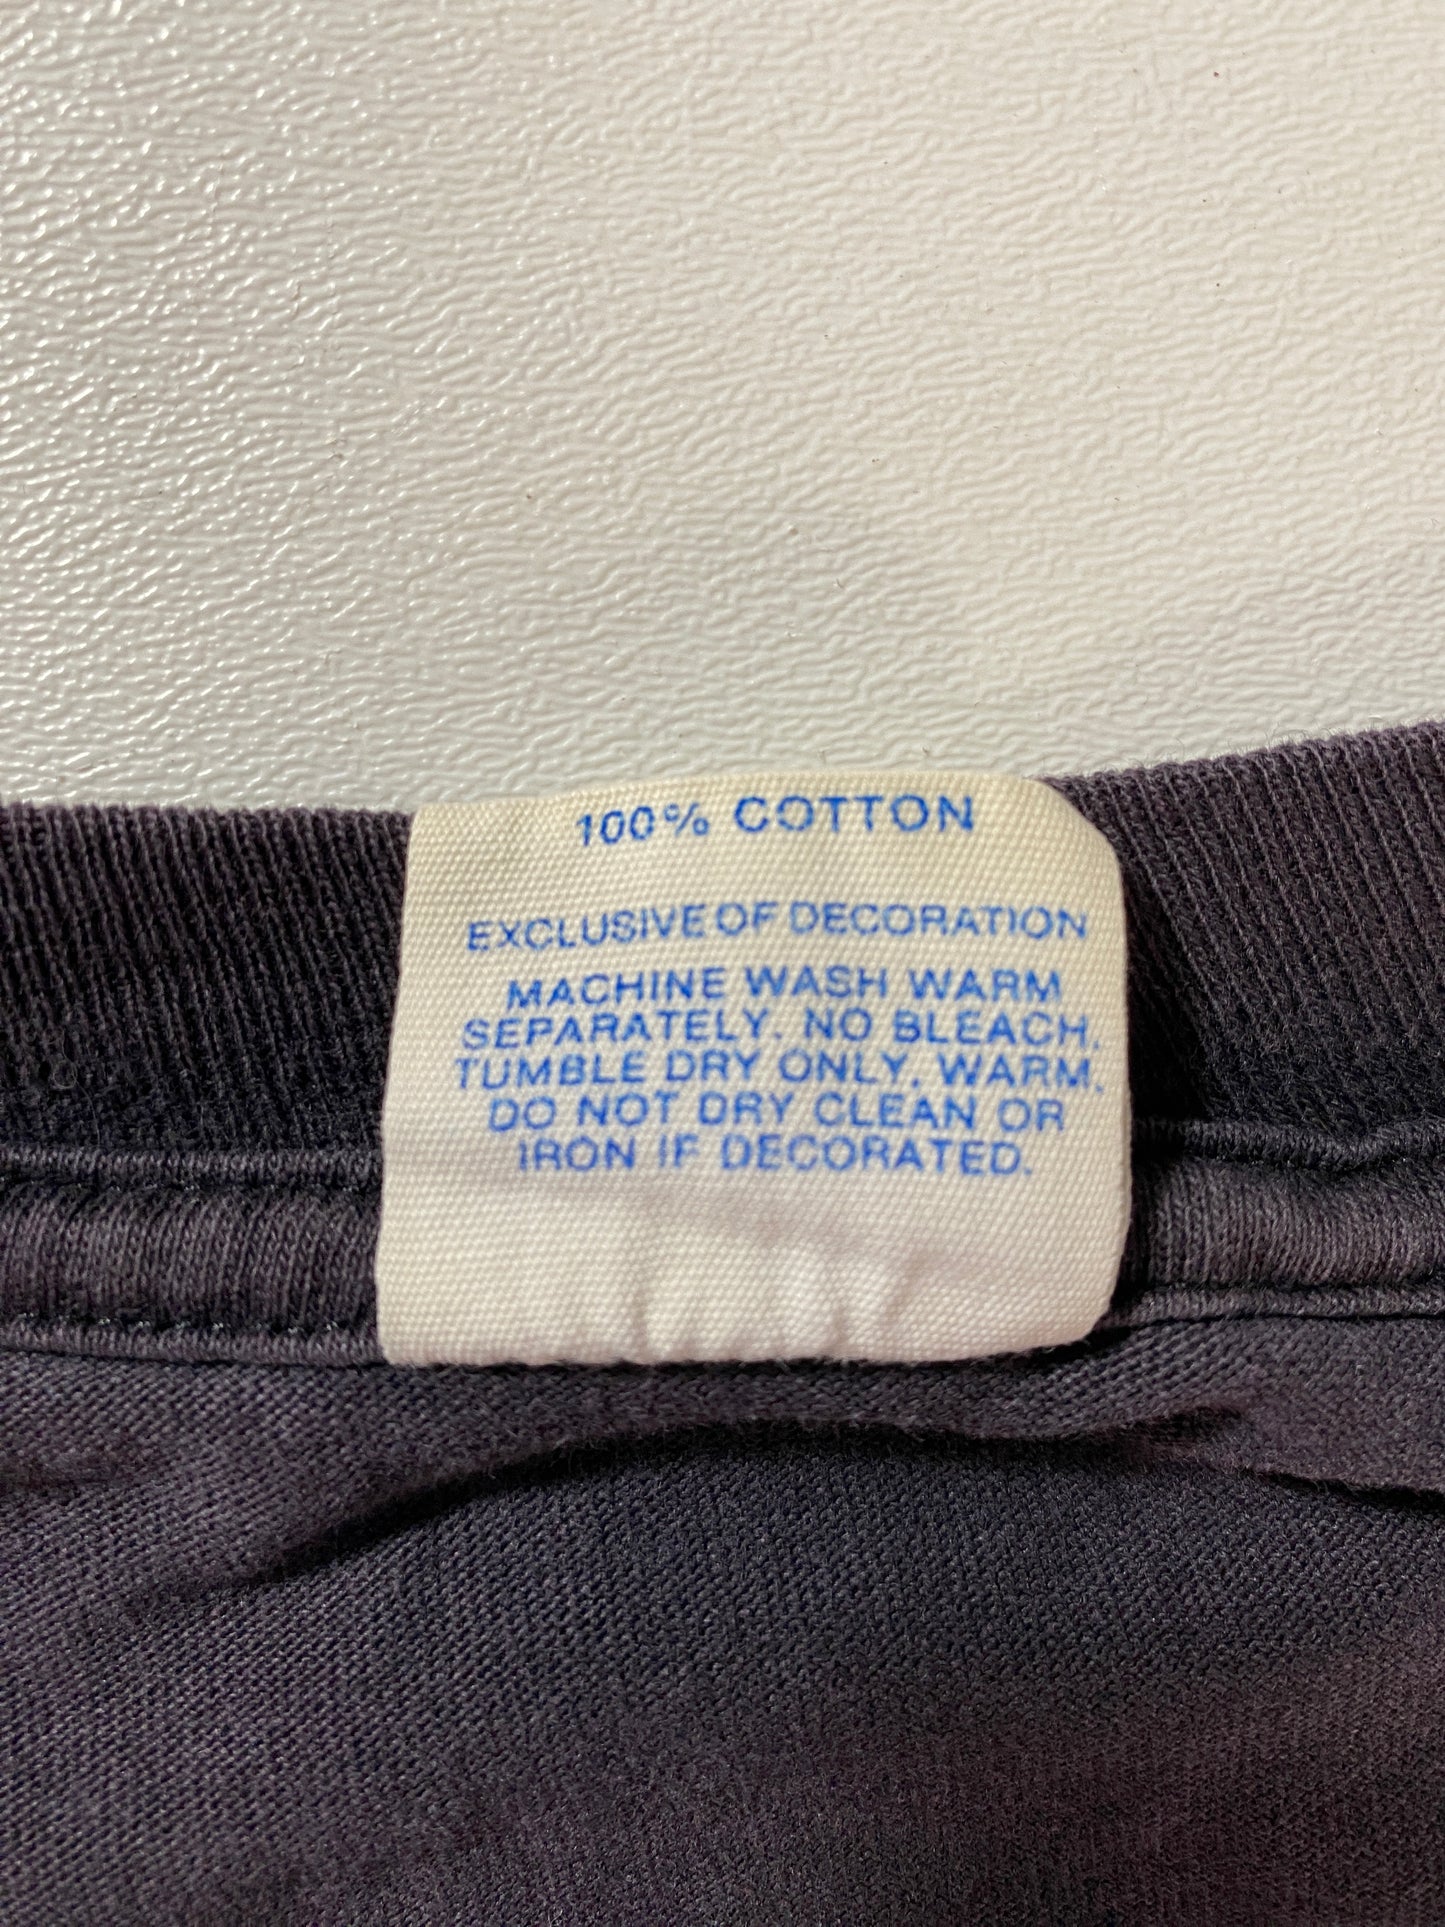 100% COTTON
EXCLUSIVE OF DECORATION
MACHINE WASH WARM
SEPARATELY. NO BLEACH.
TUMBLE DRY ONLY. WARM.
DO NOT DRY CLEAN OR
IRON IF DECORATED.